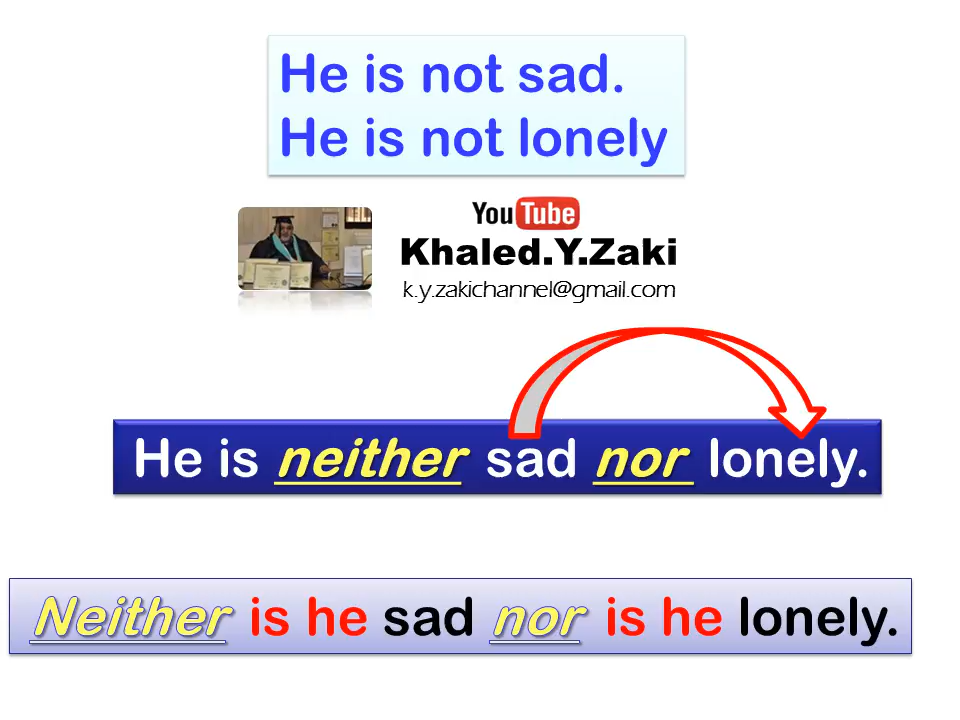 He is not sad.
He is not lonely
YouTube
Khaled.Y.Zaki
k.y.zakichannel@gmail.com
He is neither sad nor lonely.
Neither is he sad nor is he lonely.